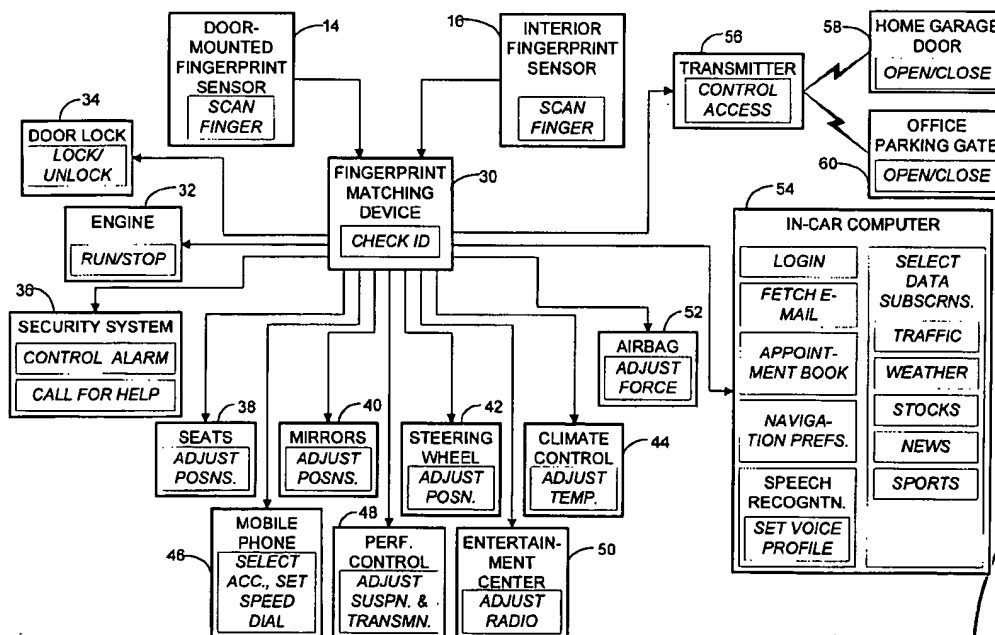 14
DOOR-
MOUNTED
FINGERPRINT
SENSOR
SCAN
FINGER
16
INTERIOR
FINGERPRINT
SENSOR
SCAN
FINGER
56
TRANSMITTER
CONTROL
ACCESS
58
HOME GARAGE
DOOR
OPEN/CLOSE
OFFICE
PARKING GATE
60
OPEN/CLOSE
34
DOOR LOCK
LOCK/
UNLOCK
32
ENGINE
RUN/STOP
FINGERPRINT
MATCHING
DEVICE
30
CHECK ID
36
SECURITY SYSTEM
CONTROL ALARM
CALL FOR HELP
38
SEATS
ADJUST
POSNS.
40
MIRRORS
ADJUST
POSNS.
42
STEERING
WHEEL
ADJUST
POSN.
CLIMATE
CONTROL
44
ADJUST
TEMP.
52
AIRBAG
ADJUST
FORCE
MOBILE
PHONE
46
SELECT
ACC., SET
SPEED
DIAL
48
PERF.
CONTROL
ADJUST
SUSPN. &
TRANSMN.
ENTERTAIN-
MENT
CENTER
50
ADJUST
RADIO
54
IN-CAR COMPUTER
LOGIN
FETCH E-
MAIL
APPOINT-
MENT BOOK
NAVIGA-
TION PREFS.
SPEECH
RECOGNTN.
SET VOICE
PROFILE
SELECT
DATA
SUBSCRNS.
TRAFFIC
WEATHER
STOCKS
NEWS
SPORTS